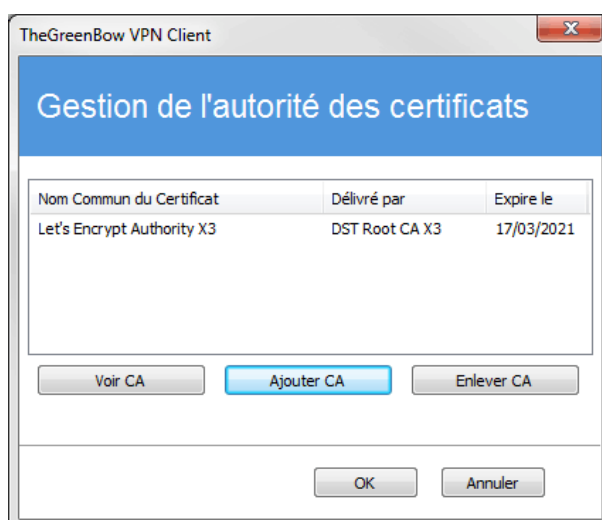 TheGreenBow VPN Client
Gestion de l'autorité des certificats
Nom Commun du Certificat Délivré par Expire le
Let's Encrypt Authority X3 DST Root CA X3 17/03/2021
Voir CA Ajouter CA Enlever CA
OK Annuler